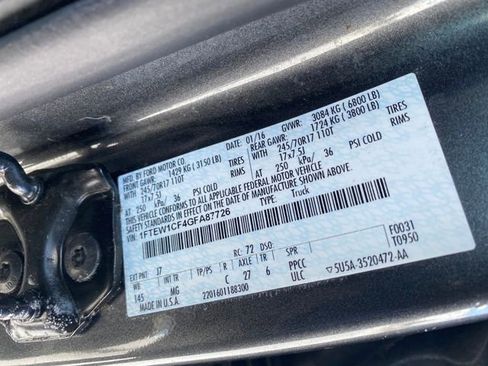 MFD. BY FORD MOTOR CO.
DATE: 01/16 GVWR: 3084 KG ( 6800 LB)
FRONT GAWR: 1429 KG ( 3150 LB) REAR GAWR: 1724 KG ( 3800 LB)
WITH 245/70R17 110T TIRES WITH 245/70R17 110T TIRES
17x7.5J RIMS 17x7.5J RIMS
AT 250 kPa/ 36 PSI COLD AT 250 kPa/ 36 PSI COLD
THIS VEHICLE CONFORMS TO ALL APPLICABLE FEDERAL MOTOR VEHICLE
SAFETY STANDARDS IN EFFECT ON THE DATE OF MANUFACTURE SHOWN ABOVE.
VIN: 1FTEW1CF4GFA87726
TYPE: Truck
F0031
T0950
EXT PNT: J7 RC: 72 DSO:
WB INT TR TP/PS R AXLE TR SPR
145 MG C 27 6 PPCC
MADE IN U.S.A. 2201601188300 ULC 5U5A-3520472-AA